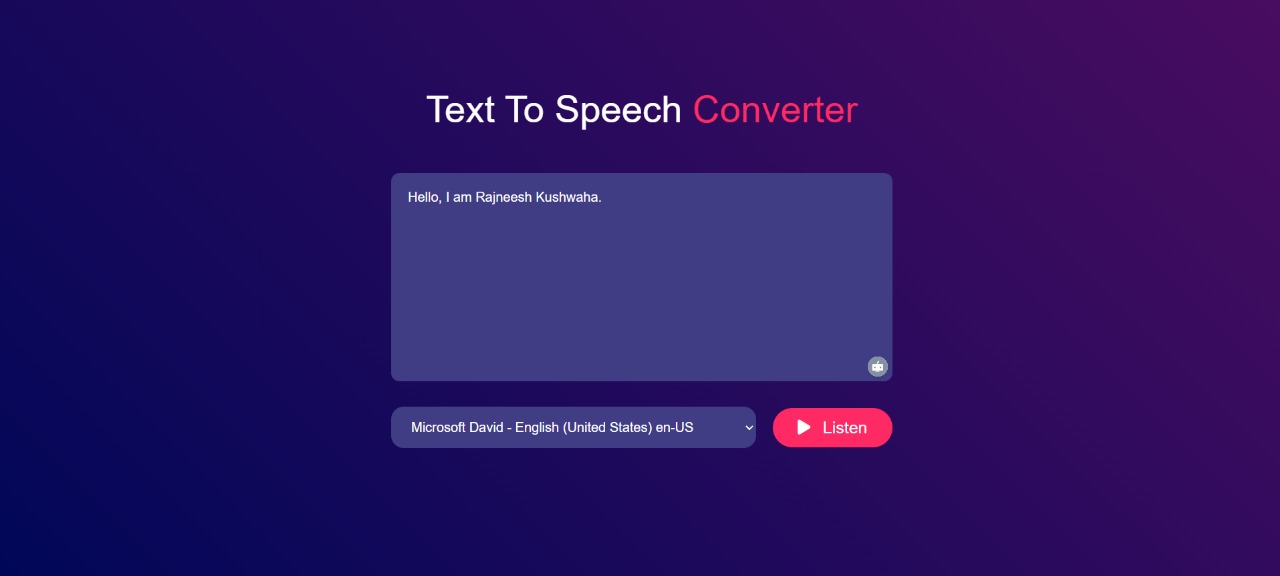 Text To Speech Converter
Hello, I am Rajneesh Kushwaha.
Microsoft David - English (United States) en-US
Listen